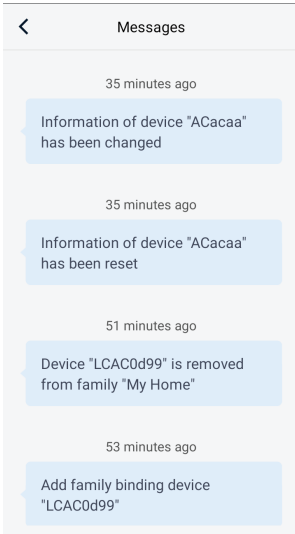 Messages
35 minutes ago
Information of device "ACacaa"
has been changed
35 minutes ago
Information of device "ACacaa"
has been reset
51 minutes ago
Device "LCAC0d99" is removed
from family "My Home"
53 minutes ago
Add family binding device
"LCAC0d99"